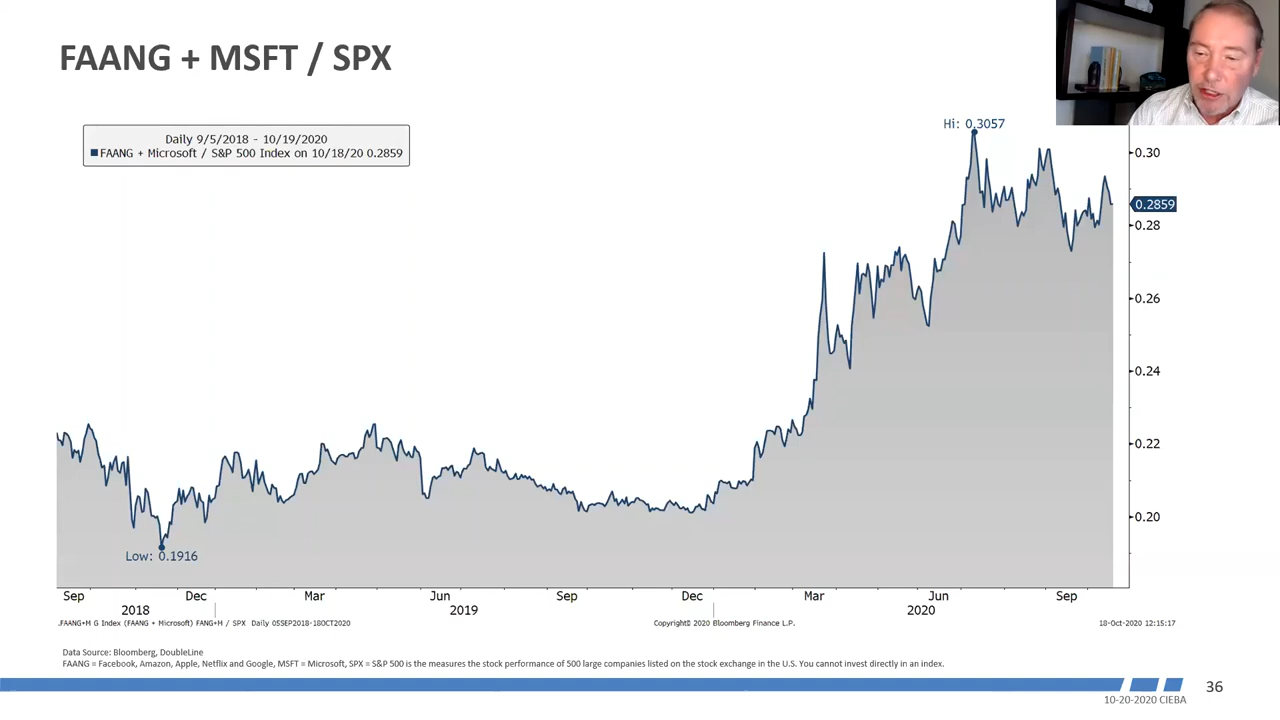 FAANG + MSFT / SPX
Daily 9/5/2018 - 10/19/2020
FAANG + Microsoft / S&P 500 Index on 10/18/20 0.2859
Hi: 0.3057
0.30
0.2859
0.28
0.26
0.24
0.22
0.20
Low: 0.1916
Sep Dec Mar Jun Sep Dec Mar Jun Sep
2018 2019 2020
.FAANG+M G Index (FAANG + Microsoft) FANG+M / SPX Daily 05SEP2018-18OCT2020 Copyright© 2020 Bloomberg Finance L.P. 18-Oct-2020 12:15:17
Data Source: Bloomberg, DoubleLine
FAANG = Facebook, Amazon, Apple, Netflix and Google, MSFT = Microsoft, SPX = S&P 500 is the measures the stock performance of 500 large companies listed on the stock exchange in the U.S. You cannot invest directly in an index.
36
10-20-2020 CIEBA